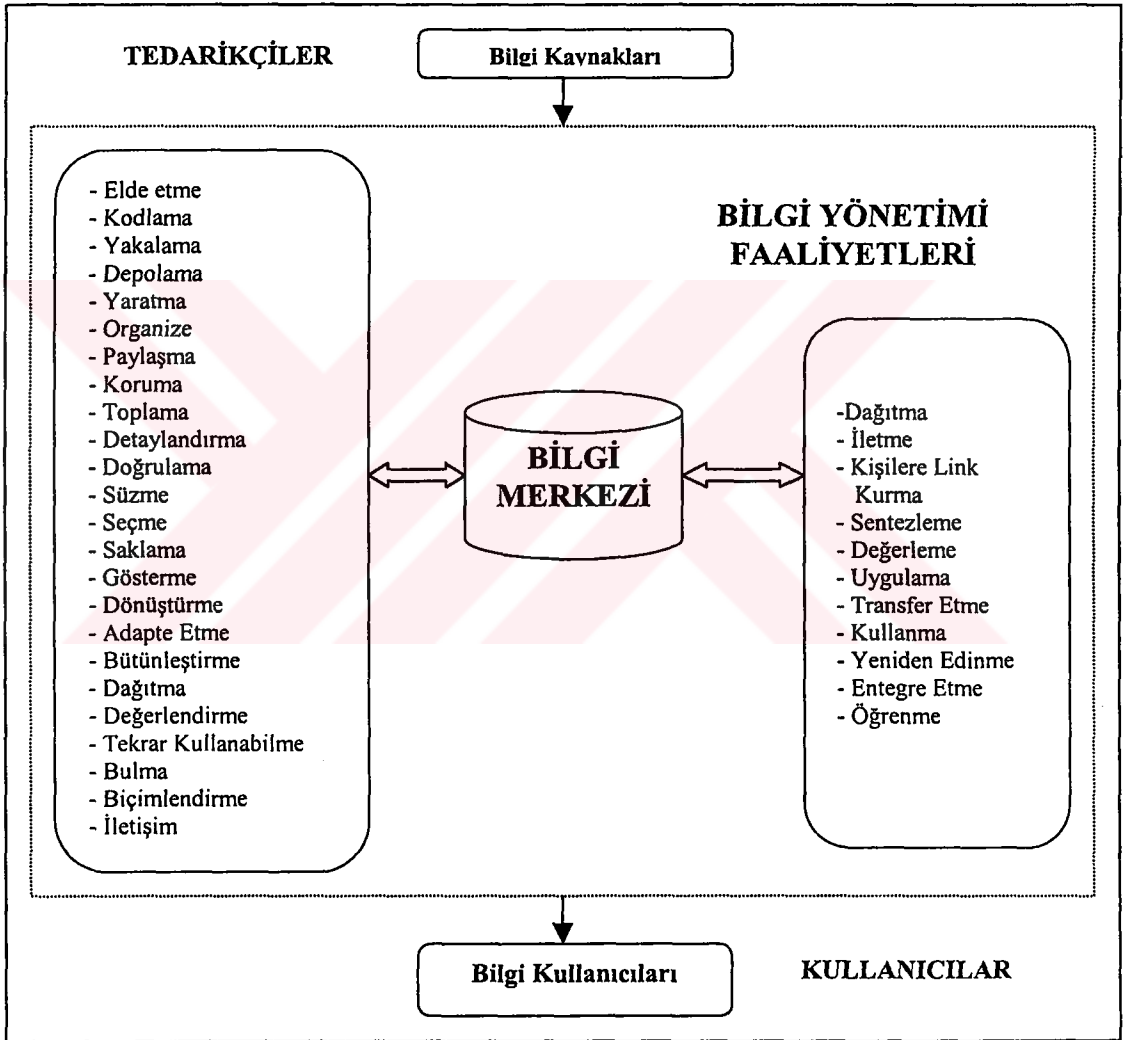 TEDARİKÇİLER
Bilgi Kaynakları
- Elde etme
- Kodlama
- Yakalama
- Depolama
- Yaratma
- Organize
- Paylaşma
- Koruma
- Toplama
- Detaylandırma
- Doğrulama
- Süzme
- Seçme
- Saklama
- Gösterme
- Dönüştürme
- Adapte Etme
- Bütünleştirme
- Dağıtma
- Değerlendirme
- Tekrar Kullanabilme
- Bulma
- Biçimlendirme
- İletişim
BİLGİ
MERKEZİ
BİLGİ YÖNETİMİ
FAALİYETLERİ
-Dağıtma
- İletme
- Kişilere Link
Kurma
- Sentezleme
- Değerleme
- Uygulama
- Transfer Etme
- Kullanma
- Yeniden Edinme
- Entegre Etme
- Öğrenme
Bilgi Kullanıcıları
KULLANICILAR